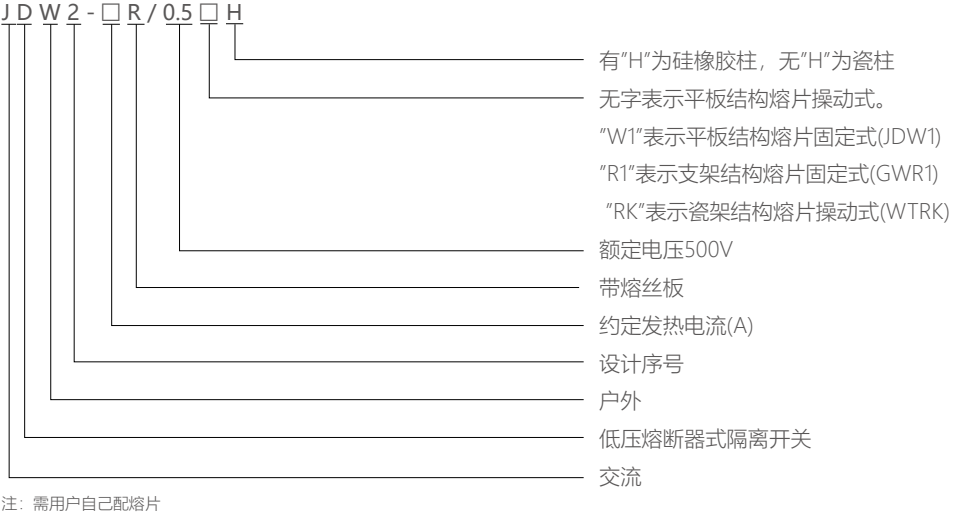 JDW2-□R/0.5□H
有"H"为硅橡胶柱，无"H"为瓷柱
无字表示平板结构熔片操动式。
"W1"表示平板结构熔片固定式(JDW1)
"R1"表示支架结构熔片固定式(GWR1)
"RK"表示瓷架结构熔片操动式(WTRK)
额定电压500V
带熔丝板
约定发热电流(A)
设计序号
户外
低压熔断器式隔离开关
交流
注：需用户自己配熔片